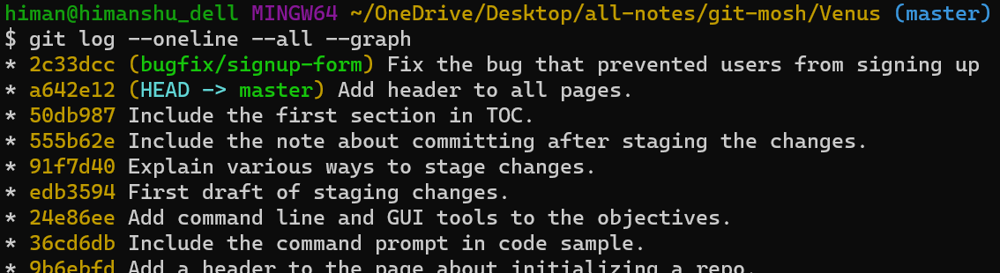 himan@himanshu_dell MINGW64 ~/OneDrive/Desktop/all-notes/git-mosh/Venus (master)
$ git log --oneline --all --graph
* 2c33dcc (bugfix/signup-form) Fix the bug that prevented users from signing up
* a642e12 (HEAD -> master) Add header to all pages.
* 50db987 Include the first section in TOC.
* 555b62e Include the note about committing after staging the changes.
* 91f7d40 Explain various ways to stage changes.
* edb3594 First draft of staging changes.
* 24e86ee Add command line and GUI tools to the objectives.
* 36cd6db Include the command prompt in code sample.
* 9b6ebfd Add a header to the page about initializing a repo.